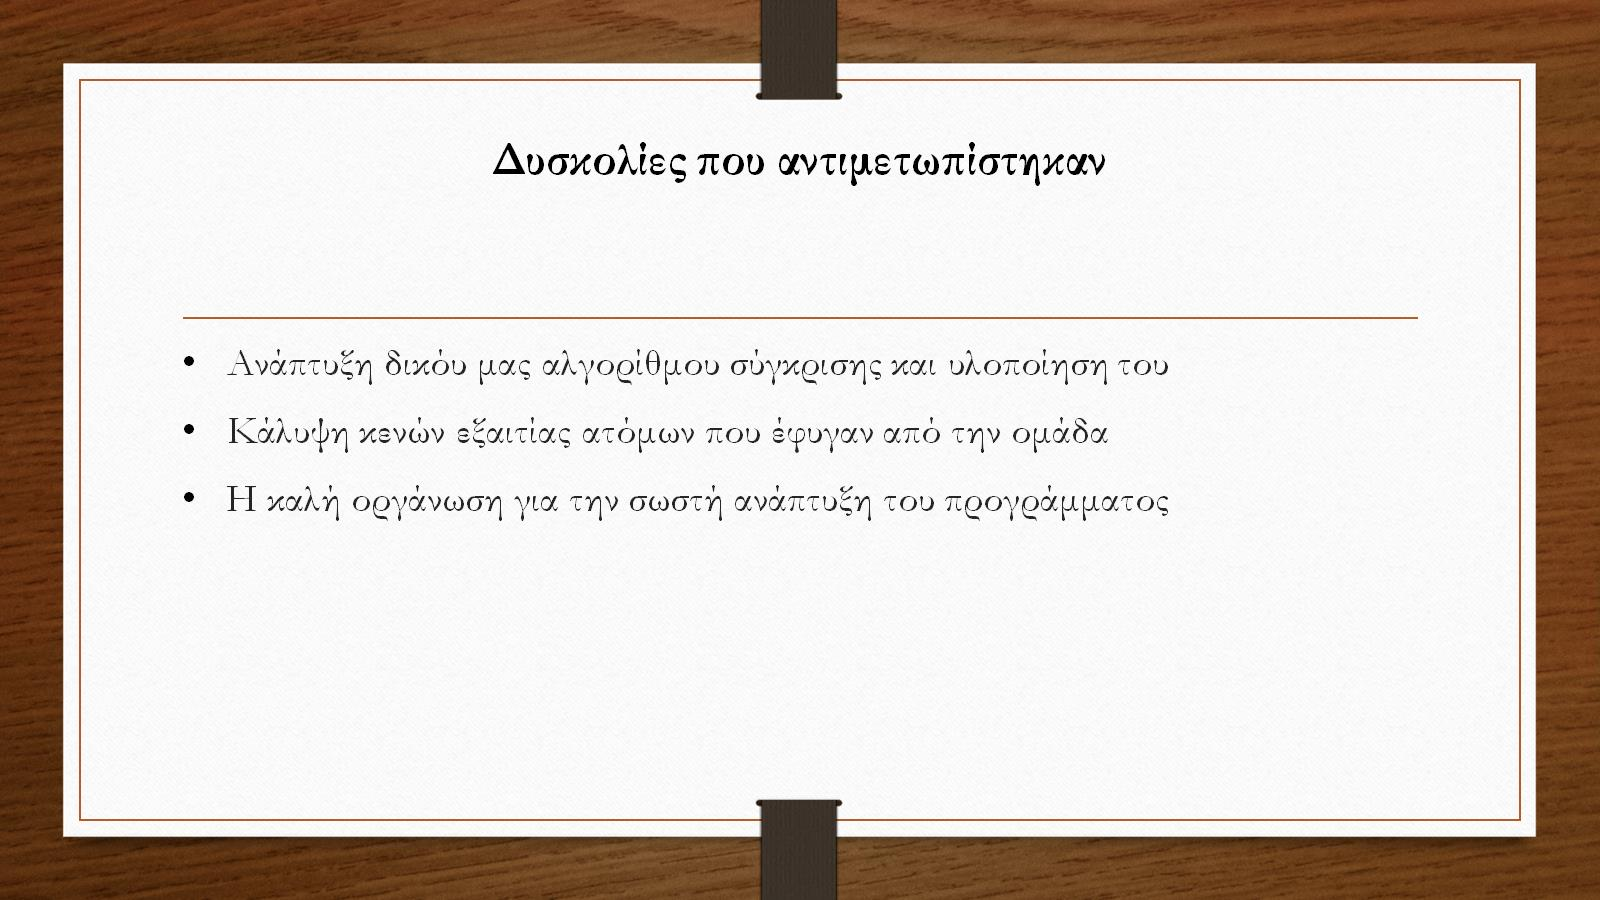 Δυσκολίες που αντιμετωπίστηκαν
• Ανάπτυξη δικόυ μας αλγορίθμου σύγκρισης και υλοποίηση του
• Κάλυψη κενών εξαιτίας ατόμων που έφυγαν από την ομάδα
• Η καλή οργάνωση για την σωστή ανάπτυξη του προγράμματος